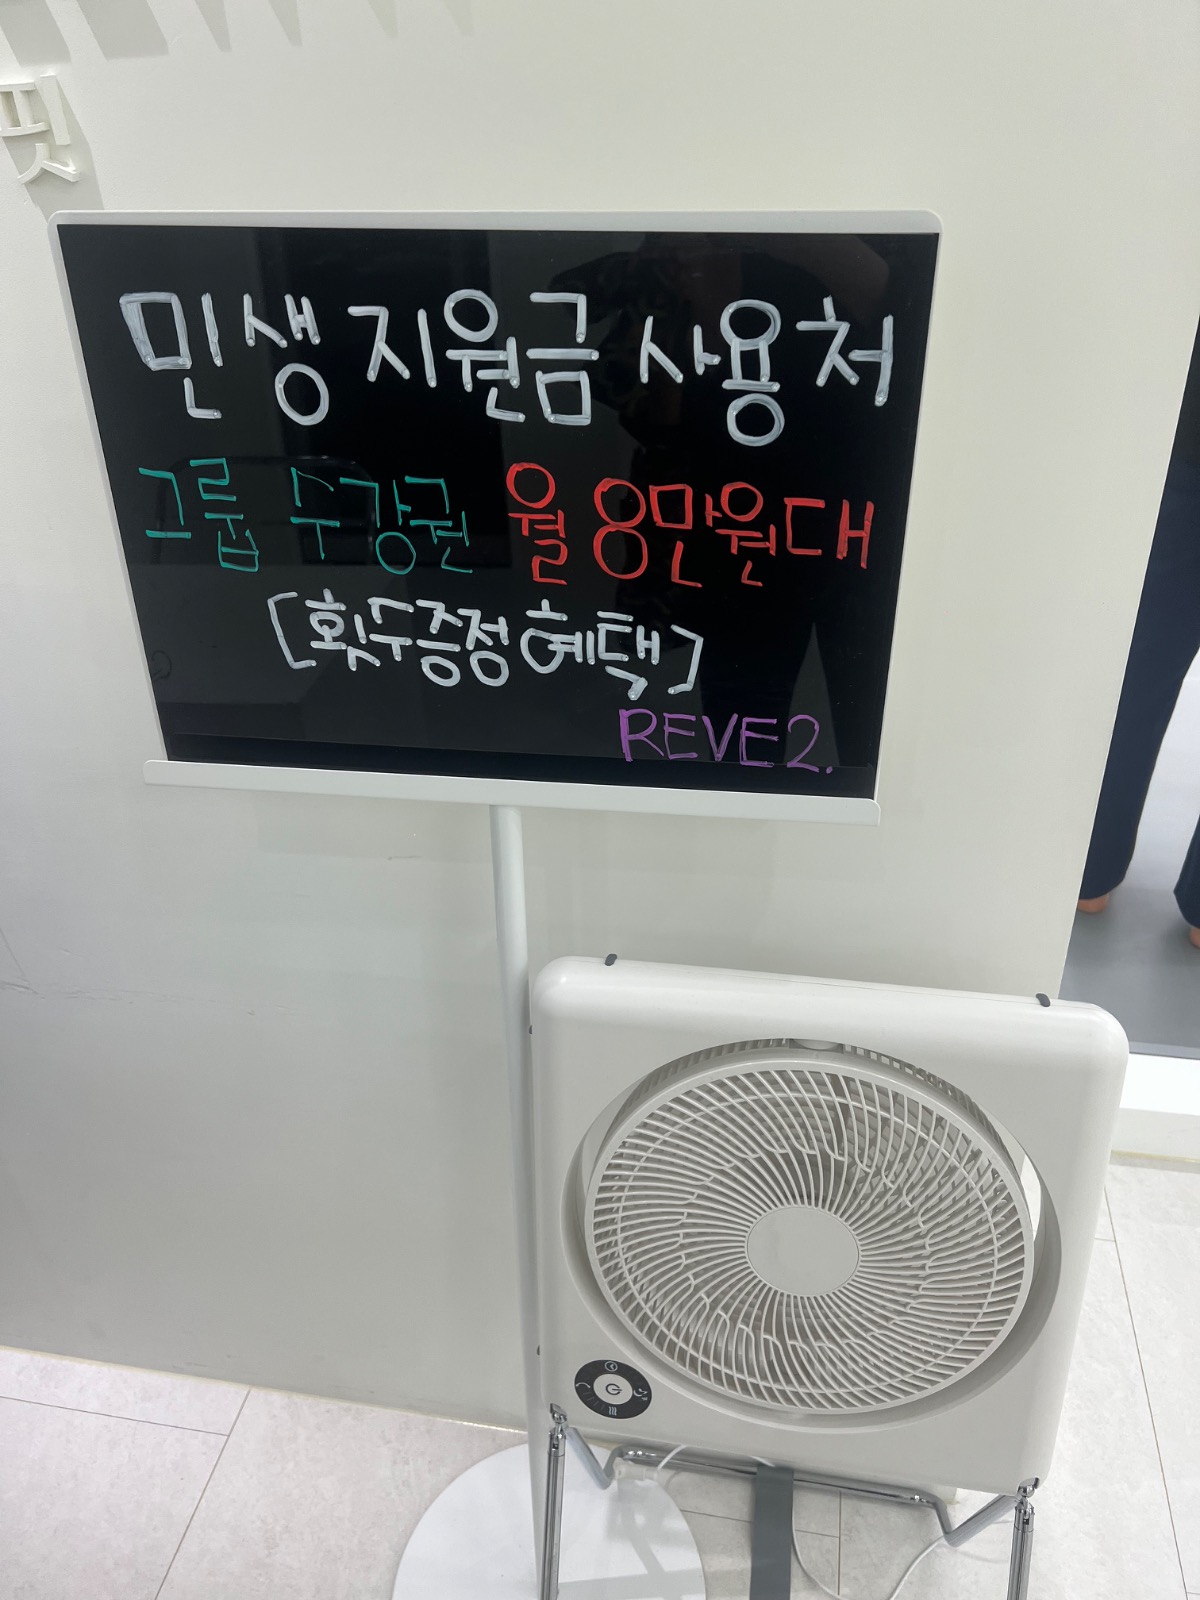 삣
민생 지원금 사용처
그룹 수강권 월 8만원대
[횟수증정 혜택]
REVE2.